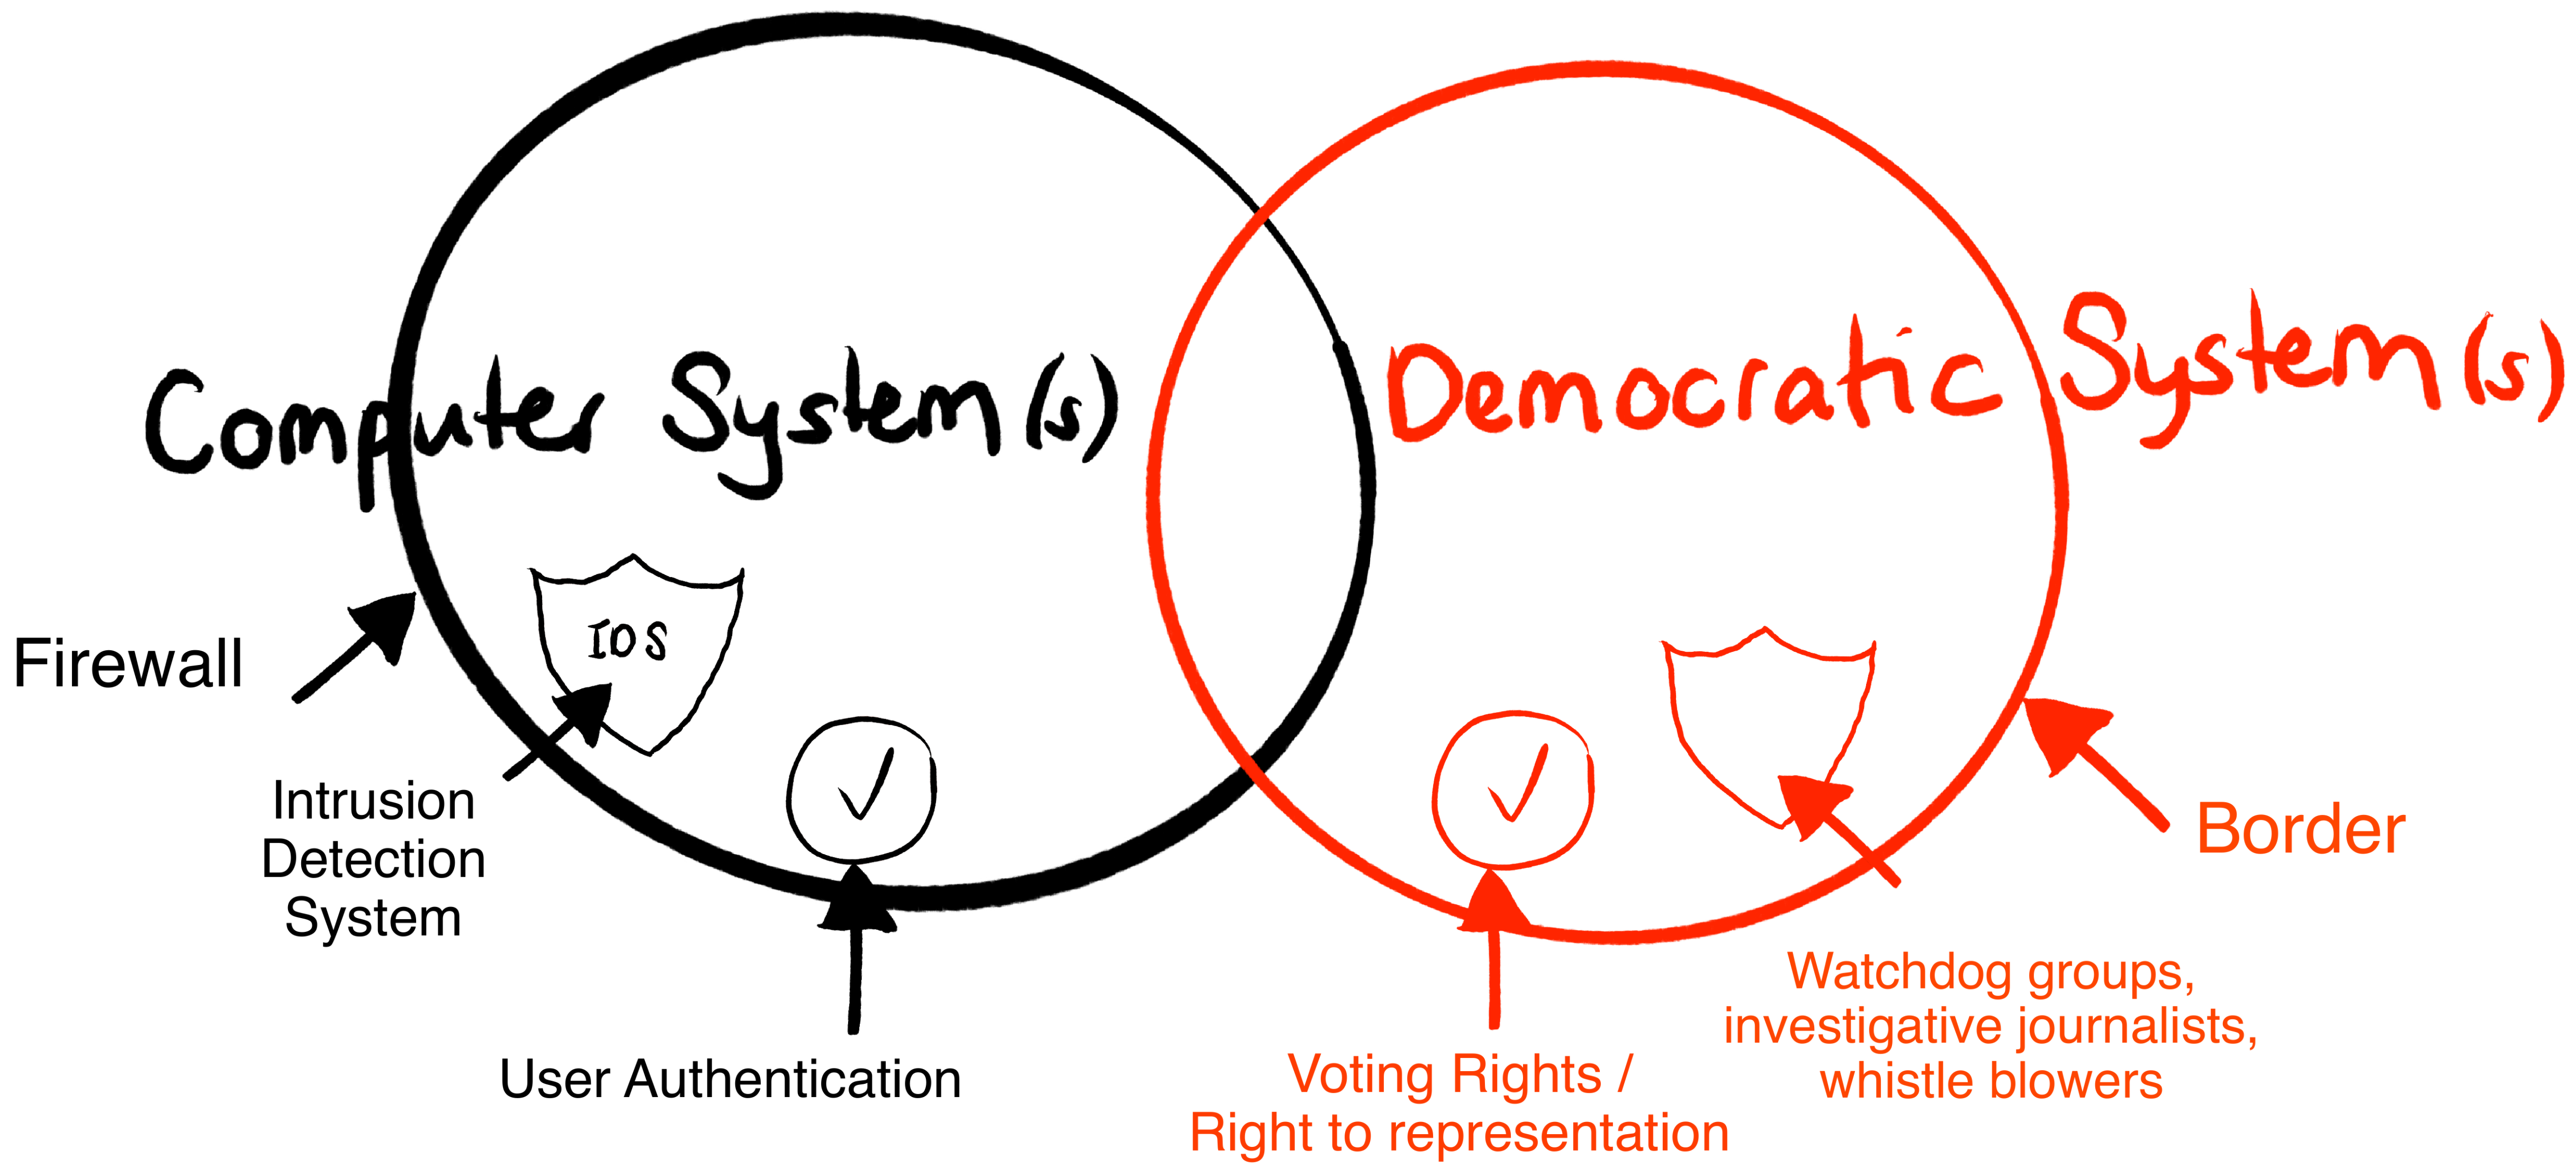 Computer System(s)
Democratic System(s)
Firewall
IDS
Intrusion
Detection
System
User Authentication
Border
Watchdog groups,
investigative journalists,
whistle blowers
Voting Rights /
Right to representation